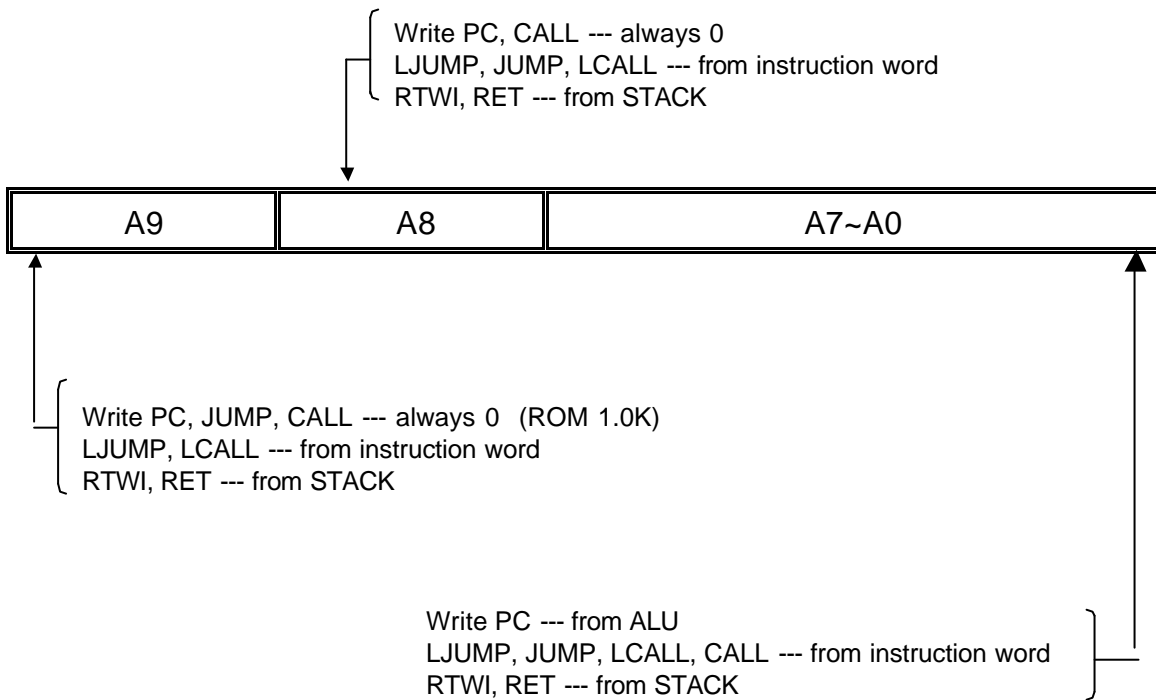 Write PC, CALL --- always 0
LJUMP, JUMP, LCALL --- from instruction word
RTWI, RET --- from STACK
A9
A8
A7~A0
Write PC, JUMP, CALL --- always 0 (ROM 1.0K)
LJUMP, LCALL --- from instruction word
RTWI, RET --- from STACK
Write PC --- from ALU
LJUMP, JUMP, LCALL, CALL --- from instruction word
RTWI, RET --- from STACK